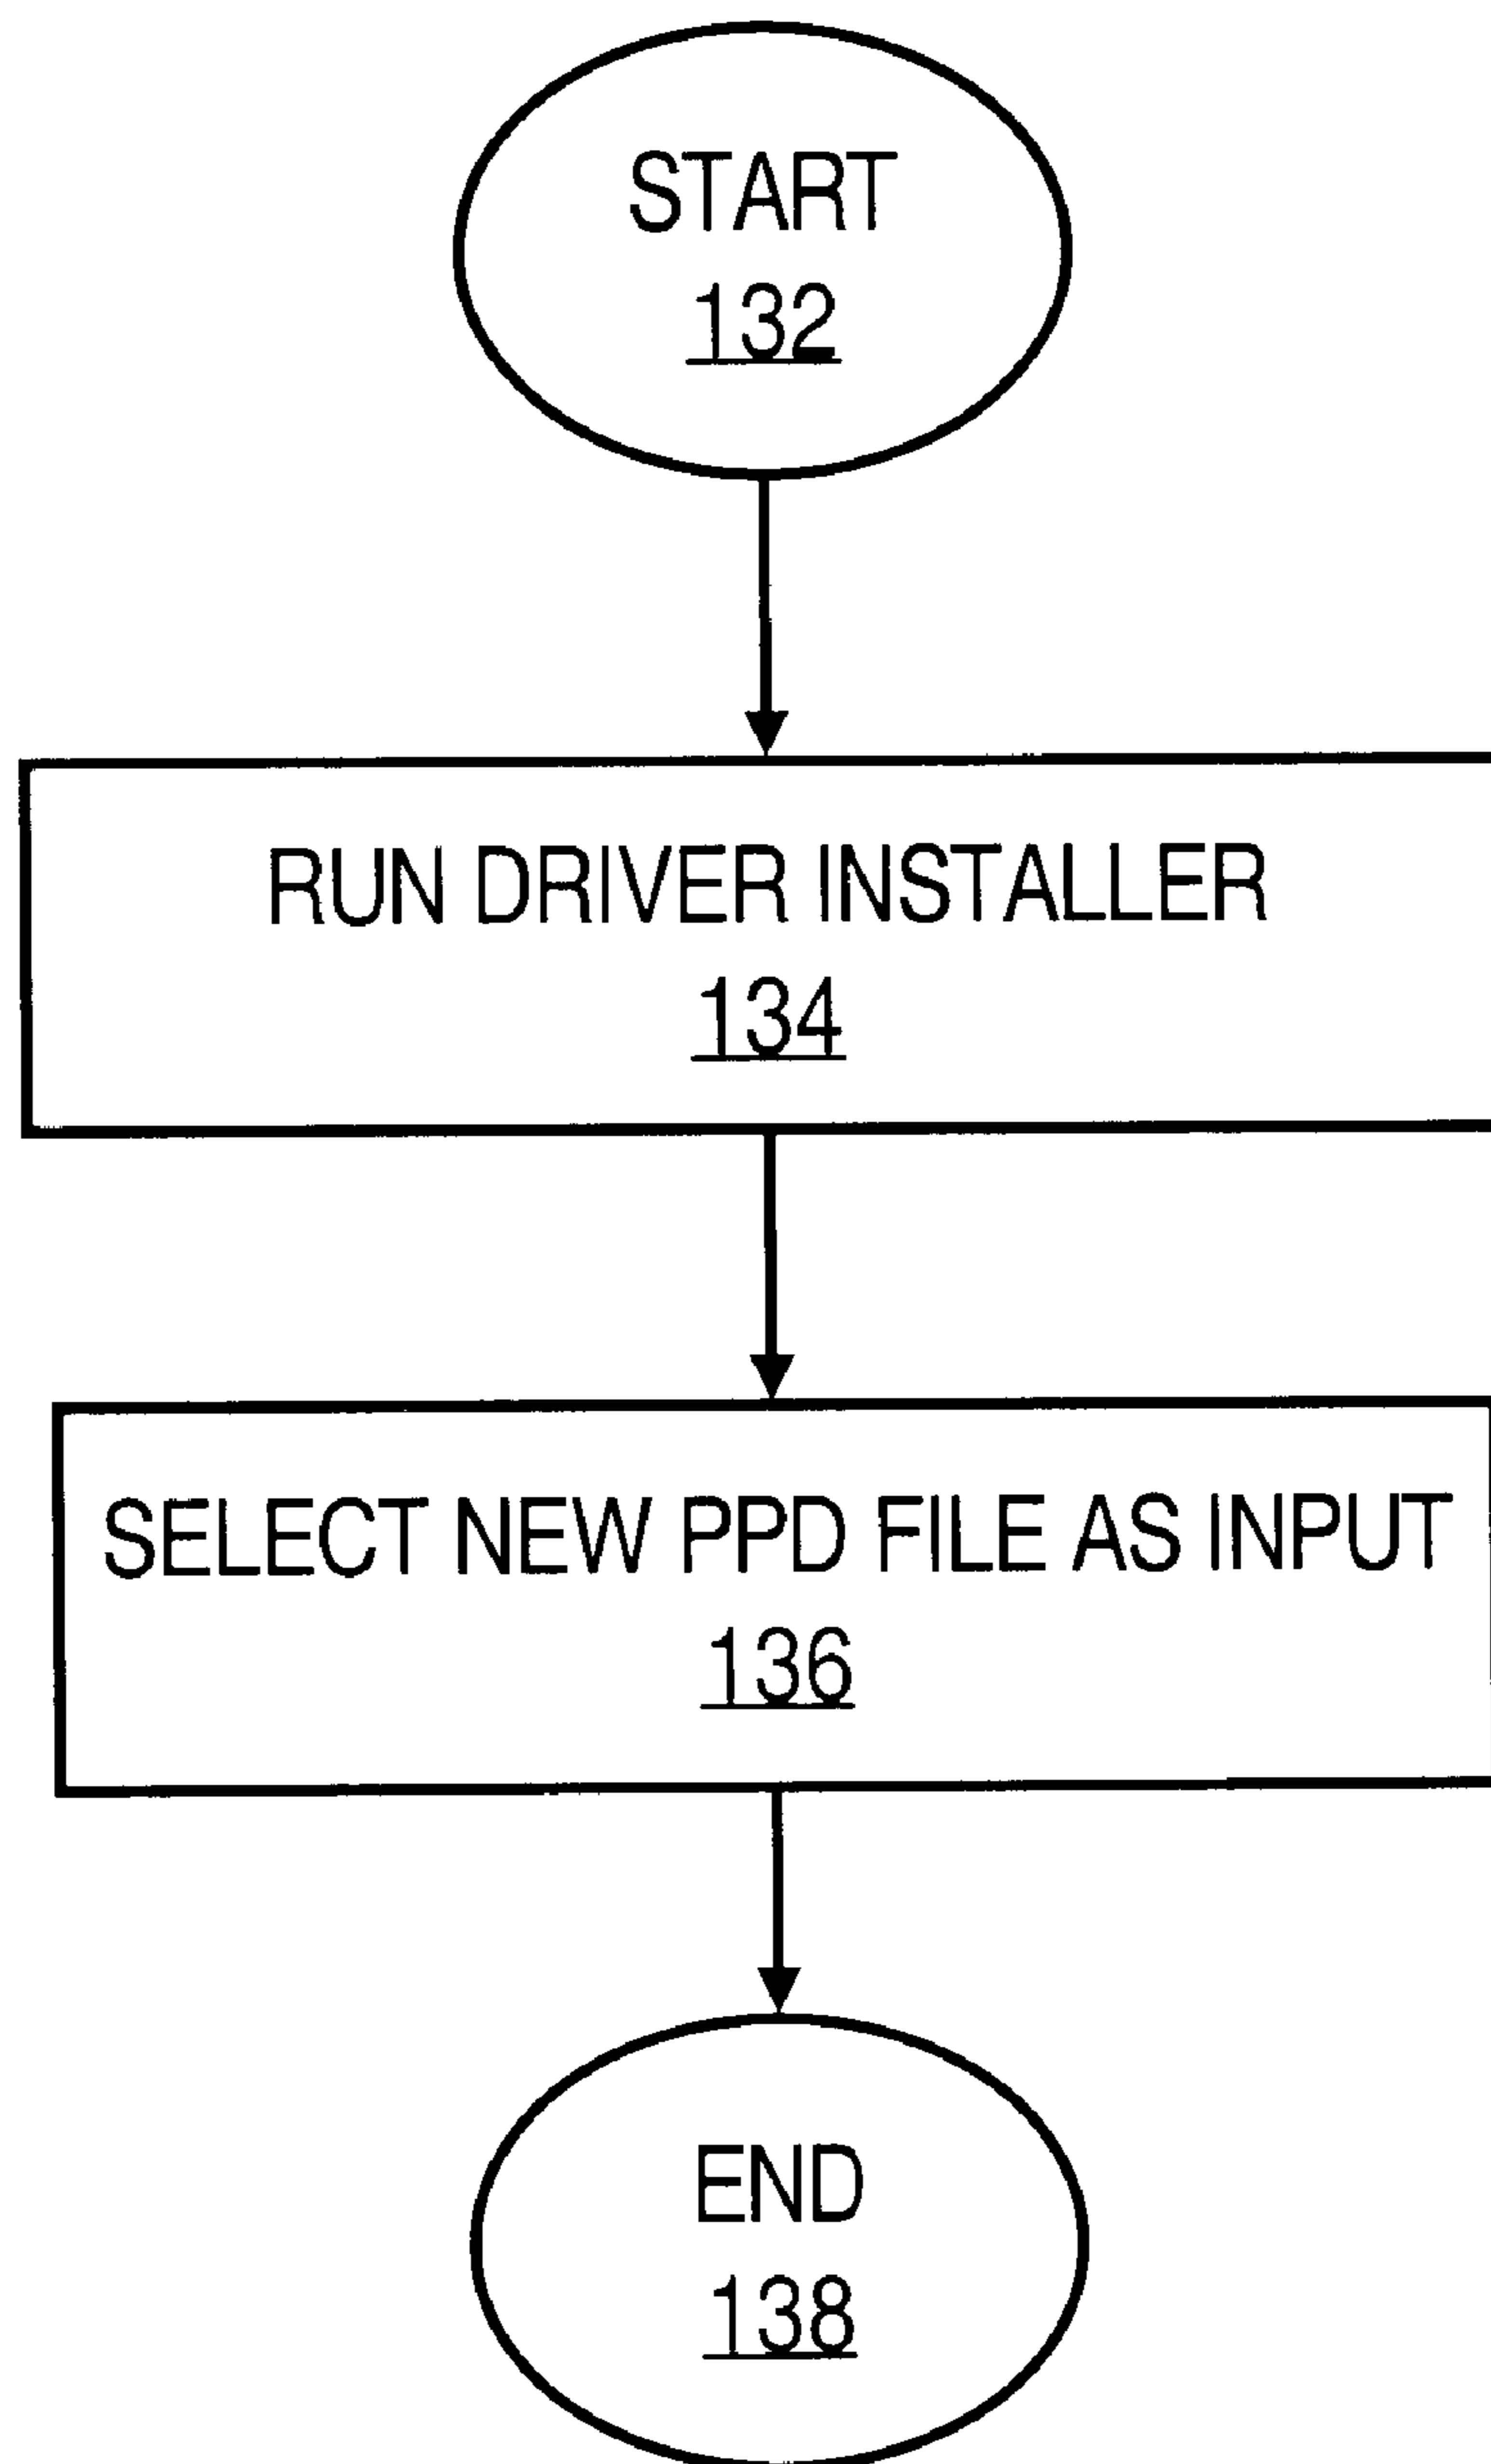 START
132
RUN DRIVER INSTALLER
134
SELECT NEW PPD FILE AS INPUT
136
END
138